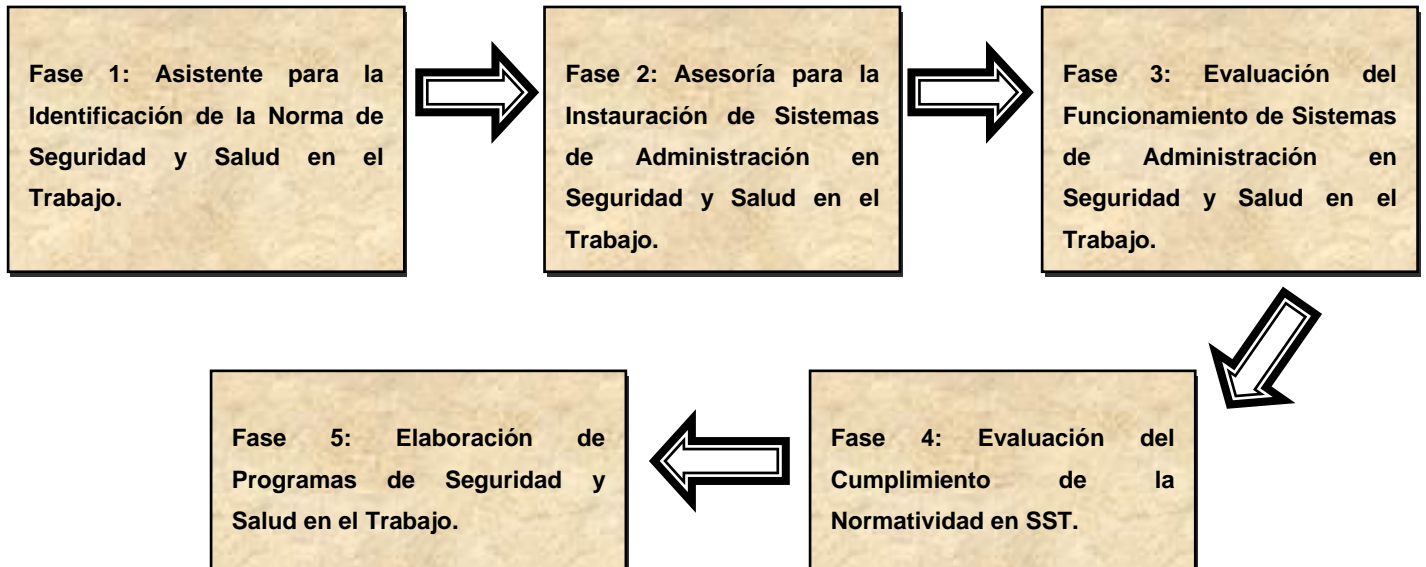 Fase 1: Asistente para la
Identificación de la Norma de
Seguridad y Salud en el
Trabajo.
Fase 2: Asesoría para la
Instauración de Sistemas
de Administración en
Seguridad y Salud en el
Trabajo.
Fase 3: Evaluación del
Funcionamiento de Sistemas
de Administración en
Seguridad y Salud en el
Trabajo.
Fase 4: Evaluación del
Cumplimiento de la
Normatividad en SST.
Fase 5: Elaboración de
Programas de Seguridad y
Salud en el Trabajo.